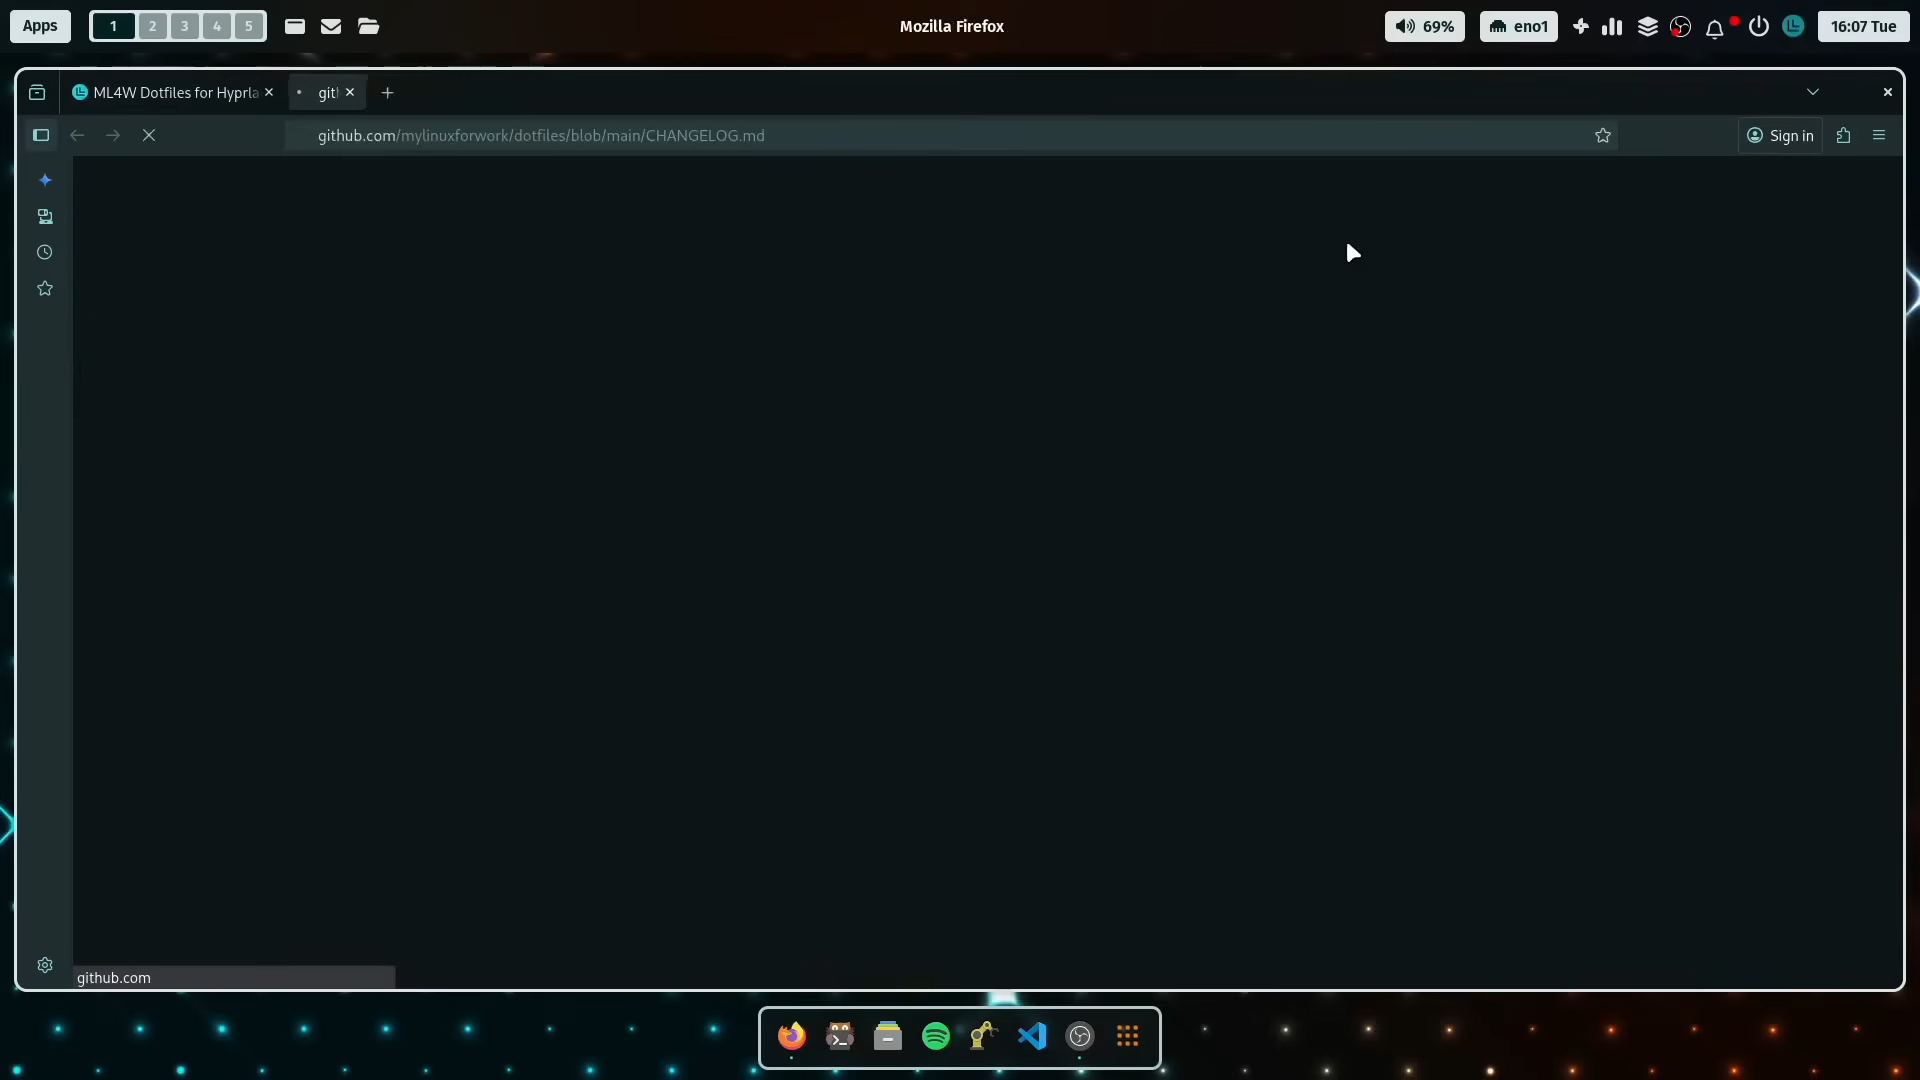 Apps
1 2 3 4 5
Mozilla Firefox
69%
eno1
16:07 Tue
ML4W Dotfiles for Hyprla
git
github.com/mylinuxforwork/dotfiles/blob/main/CHANGELOG.md
Sign in
github.com